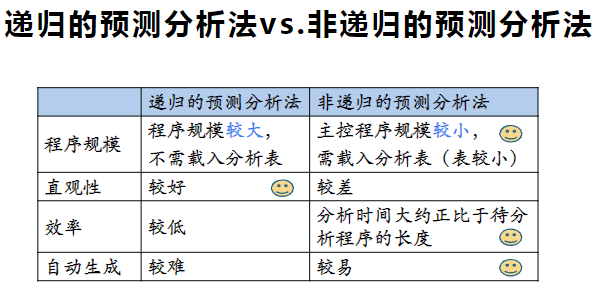 递归的预测分析法vs.非递归的预测分析法
递归的预测分析法 非递归的预测分析法
程序规模 程序规模较大， 主控程序规模较小，
不需载入分析表 需载入分析表（表较小）
直观性 较好 较差
效率 较低 分析时间大约正比于待分
析程序的长度
自动生成 较难 较易